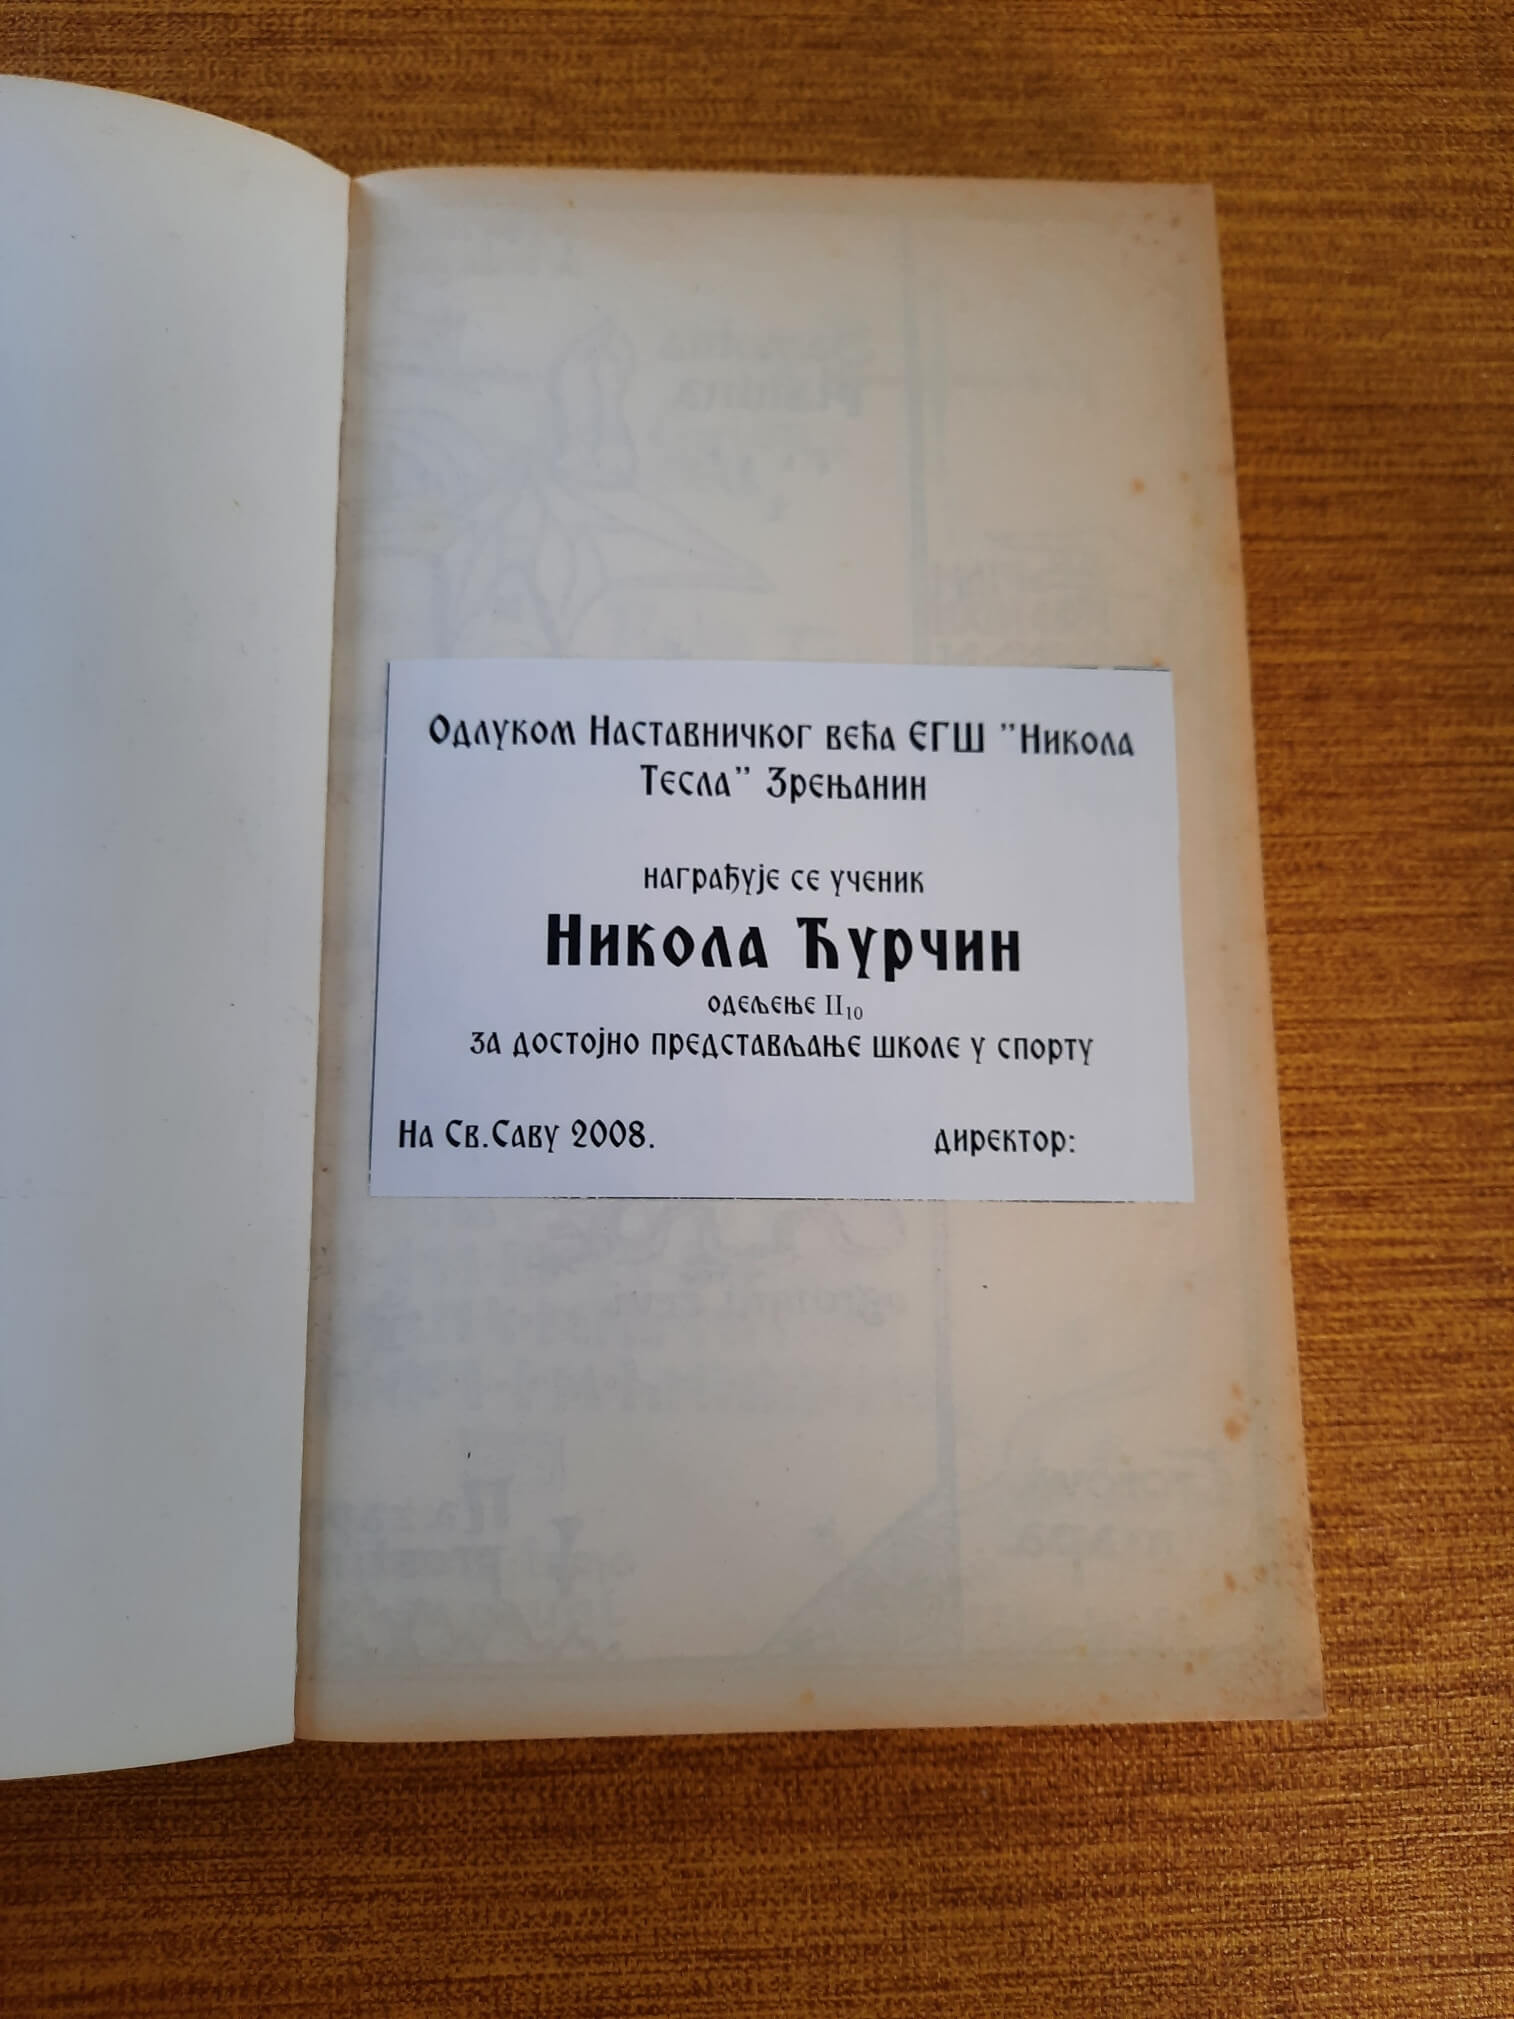 Одлуком Наставничког већа ЕГШ "Никола
Тесла" Зрењанин
награђује се ученик
Никола Ћурчин
одељење II₁₀
за достојно представљање школе у спорту
На Св.Саву 2008.
директор: